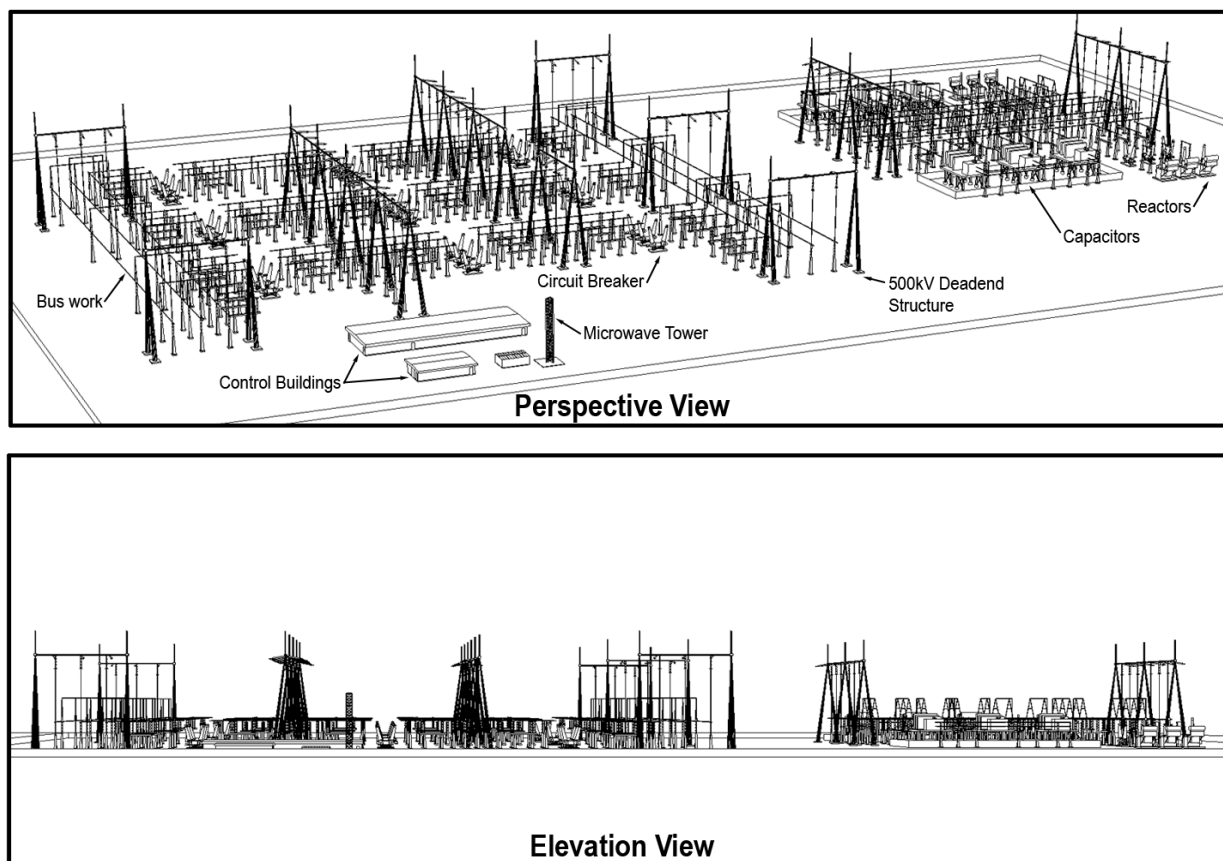 Reactors
Capacitors
Circuit Breaker
500kV Deadend
Structure
Bus work
Microwave Tower
Control Buildings
Perspective View
Elevation View